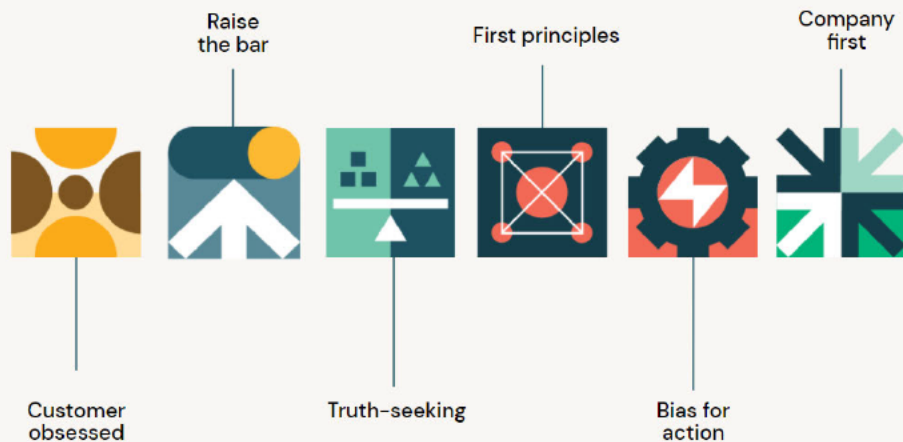 Raise
the bar
First principles
Company
first
Customer
obsessed
Truth-seeking
Bias for
action